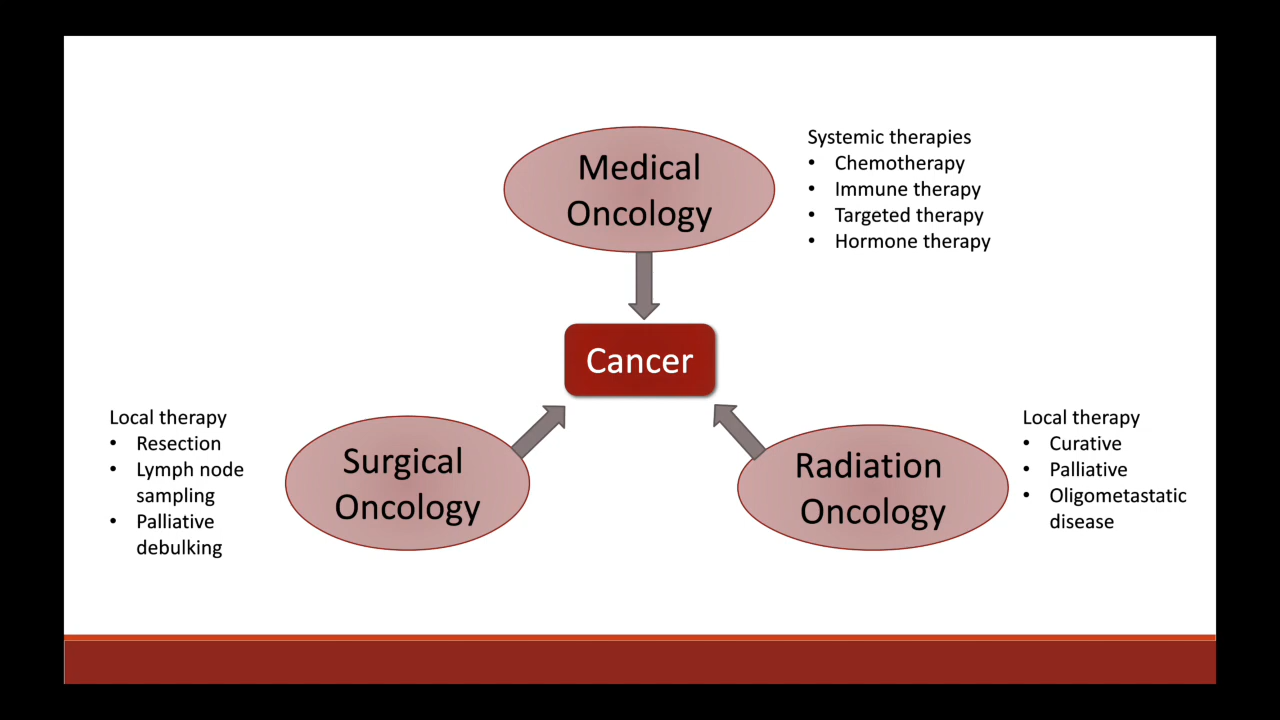 Medical
Oncology
Systemic therapies
• Chemotherapy
• Immune therapy
• Targeted therapy
• Hormone therapy
Cancer
Local therapy
• Resection
• Lymph node
sampling
• Palliative
debulking
Surgical
Oncology
Radiation
Oncology
Local therapy
• Curative
• Palliative
• Oligometastatic
disease